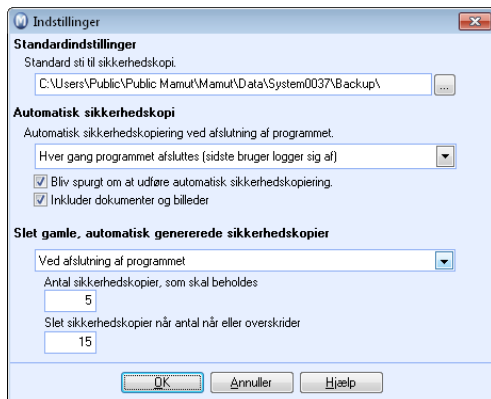 Indstillinger
Standardindstillinger
Standard sti til sikkerhedskopi.
C:\Users\Public\Public Mamut\Mamut\Data\System0037\Backup\
...
Automatisk sikkerhedskopi
Automatisk sikkerhedskopiering ved afslutning af programmet.
Hver gang programmet afsluttes (sidste bruger logger sig af)
Bliv spurgt om at udføre automatisk sikkerhedskopiering.
Inkluder dokumenter og billeder
Slet gamle, automatisk genererede sikkerhedskopier
Ved afslutning af programmet
Antal sikkerhedskopier, som skal beholdes
5
Slet sikkerhedskopier når antal når eller overskrider
15
OK Annuller Hjælp